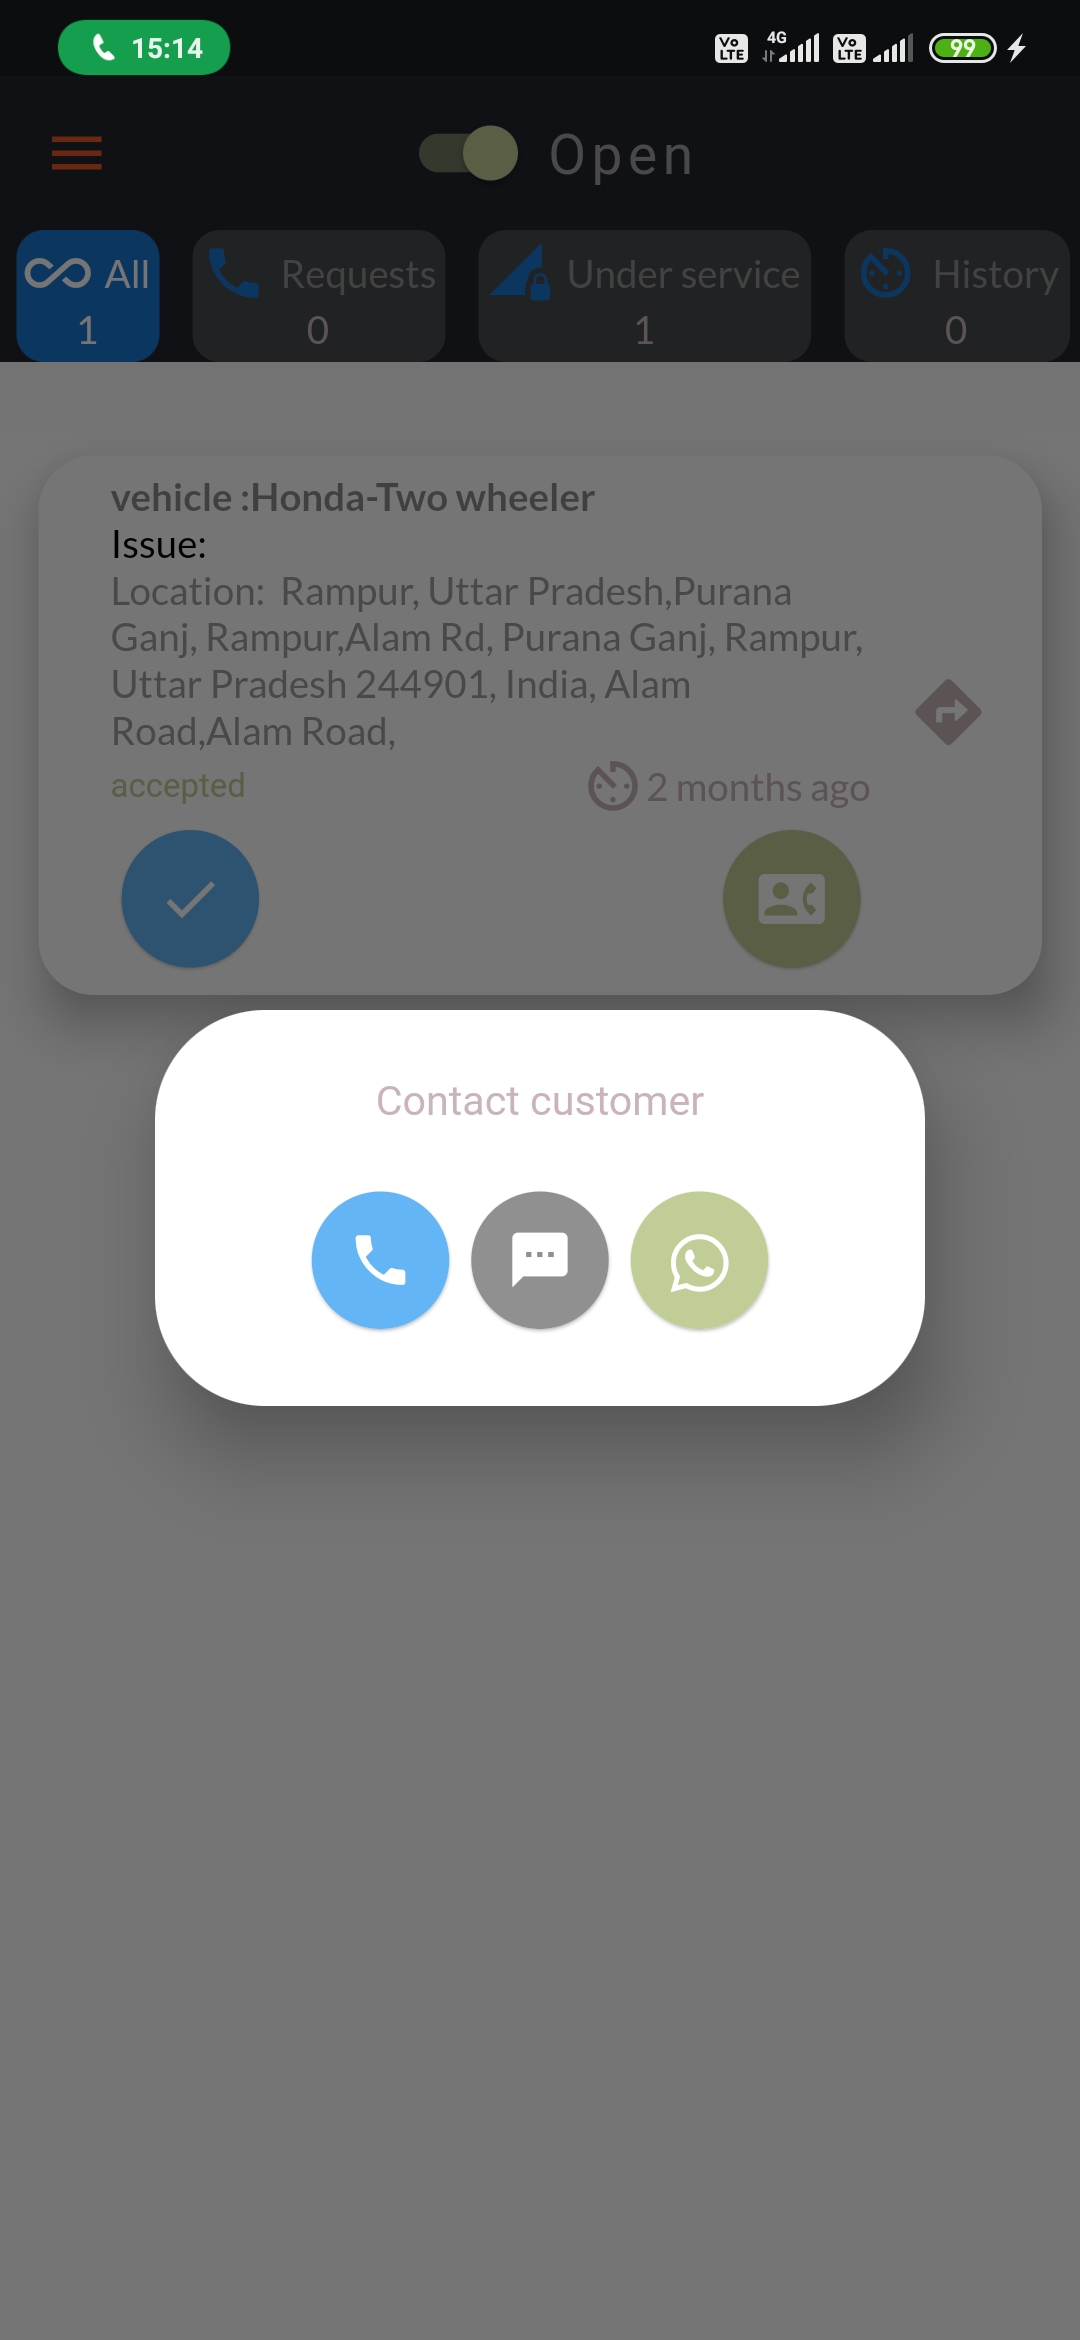 15:14
Vo LTE 4G Vo LTE 99
Open
All
1
Requests
0
Under service
1
History
0
vehicle :Honda-Two wheeler
Issue:
Location:  Rampur, Uttar Pradesh,Purana
Ganj, Rampur,Alam Rd, Purana Ganj, Rampur,
Uttar Pradesh 244901, India, Alam
Road,Alam Road,
accepted
2 months ago
Contact customer